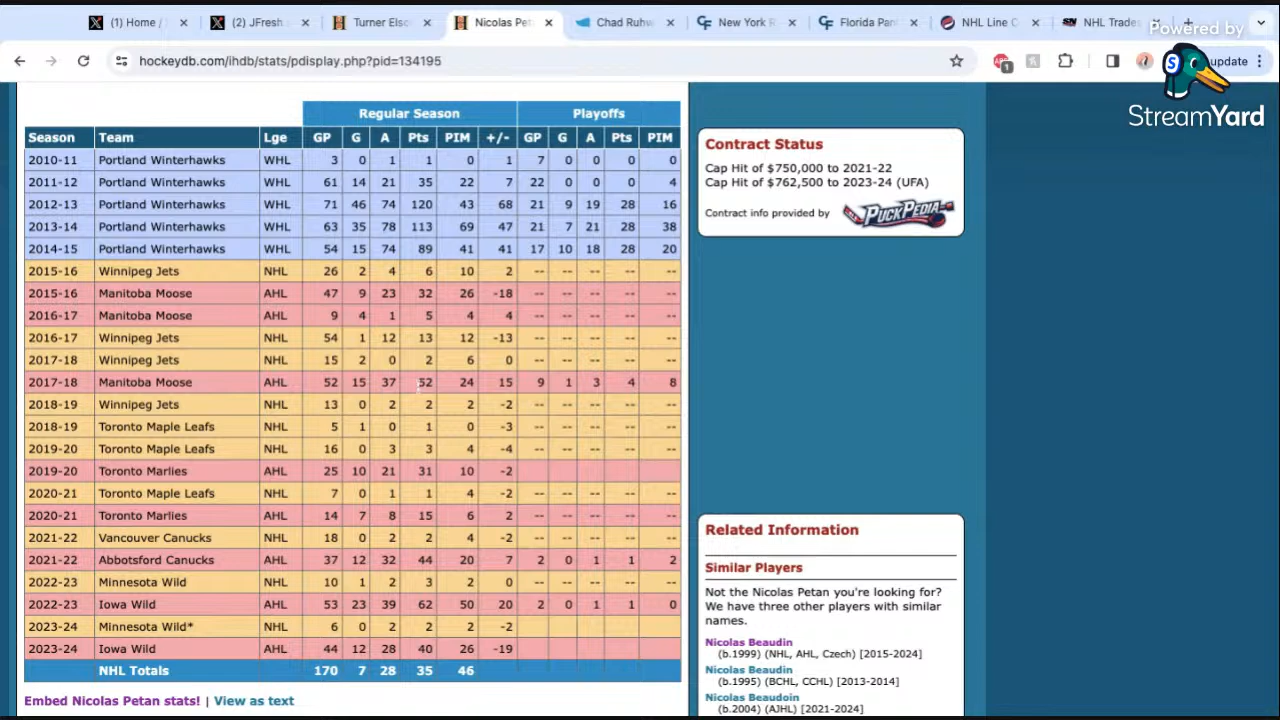 (1) Home /
(2) JFresh
Turner Elso
Nicolas Pet
Chad Ruhw
New York R
Florida Pan
NHL Line C
NHL Trades
Powered by
hockeydb.com/ihdb/stats/pdisplay.php?pid=134195
update
StreamYard
Regular Season Playoffs
Season Team Lge GP G A Pts PIM +/- GP G A Pts PIM
2010-11 Portland Winterhawks WHL 3 0 1 1 0 1 7 0 0 0 0
2011-12 Portland Winterhawks WHL 61 14 21 35 22 7 22 0 0 0 4
2012-13 Portland Winterhawks WHL 71 46 74 120 43 68 21 9 19 28 16
2013-14 Portland Winterhawks WHL 63 35 78 113 69 47 21 7 21 28 38
2014-15 Portland Winterhawks WHL 54 15 74 89 41 41 17 10 18 28 20
2015-16 Winnipeg Jets NHL 26 2 4 6 10 2 -- -- -- -- --
2015-16 Manitoba Moose AHL 47 9 23 32 26 -18 -- -- -- -- --
2016-17 Manitoba Moose AHL 9 4 1 5 4 4 -- -- -- -- --
2016-17 Winnipeg Jets NHL 54 1 12 13 12 -13 -- -- -- -- --
2017-18 Winnipeg Jets NHL 15 2 0 2 6 0 -- -- -- -- --
2017-18 Manitoba Moose AHL 52 15 37 52 24 15 9 1 3 4 8
2018-19 Winnipeg Jets NHL 13 0 2 2 2 -2 -- -- -- -- --
2018-19 Toronto Maple Leafs NHL 5 1 0 1 0 -3 -- -- -- -- --
2019-20 Toronto Maple Leafs NHL 16 0 3 3 4 -4 -- -- -- -- --
2019-20 Toronto Marlies AHL 25 10 21 31 10 -2
2020-21 Toronto Maple Leafs NHL 7 0 1 1 4 -2 -- -- -- -- --
2020-21 Toronto Marlies AHL 14 7 8 15 6 2 -- -- -- -- --
2021-22 Vancouver Canucks NHL 18 0 2 2 4 -2 -- -- -- -- --
2021-22 Abbotsford Canucks AHL 37 12 32 44 20 7 2 0 1 1 2
2022-23 Minnesota Wild NHL 10 1 2 3 2 0 -- -- -- -- --
2022-23 Iowa Wild AHL 53 23 39 62 50 20 2 0 1 1 0
2023-24 Minnesota Wild* NHL 6 0 2 2 2 -2
2023-24 Iowa Wild AHL 44 12 28 40 26 -19
NHL Totals 170 7 28 35 46
Embed Nicolas Petan stats! | View as text
Contract Status
Cap Hit of $750,000 to 2021-22
Cap Hit of $762,500 to 2023-24 (UFA)
Contract info provided by PUCKPEDIA
Related Information
Similar Players
Not the Nicolas Petan you're looking for?
We have three other players with similar
names.
Nicolas Beaudin
(b.1999) (NHL, AHL, Czech) [2015-2024]
Nicolas Beaudin
(b.1995) (BCHL, CCHL) [2013-2014]
Nicolas Beaudoin
(b.2004) (AJHL) [2021-2024]